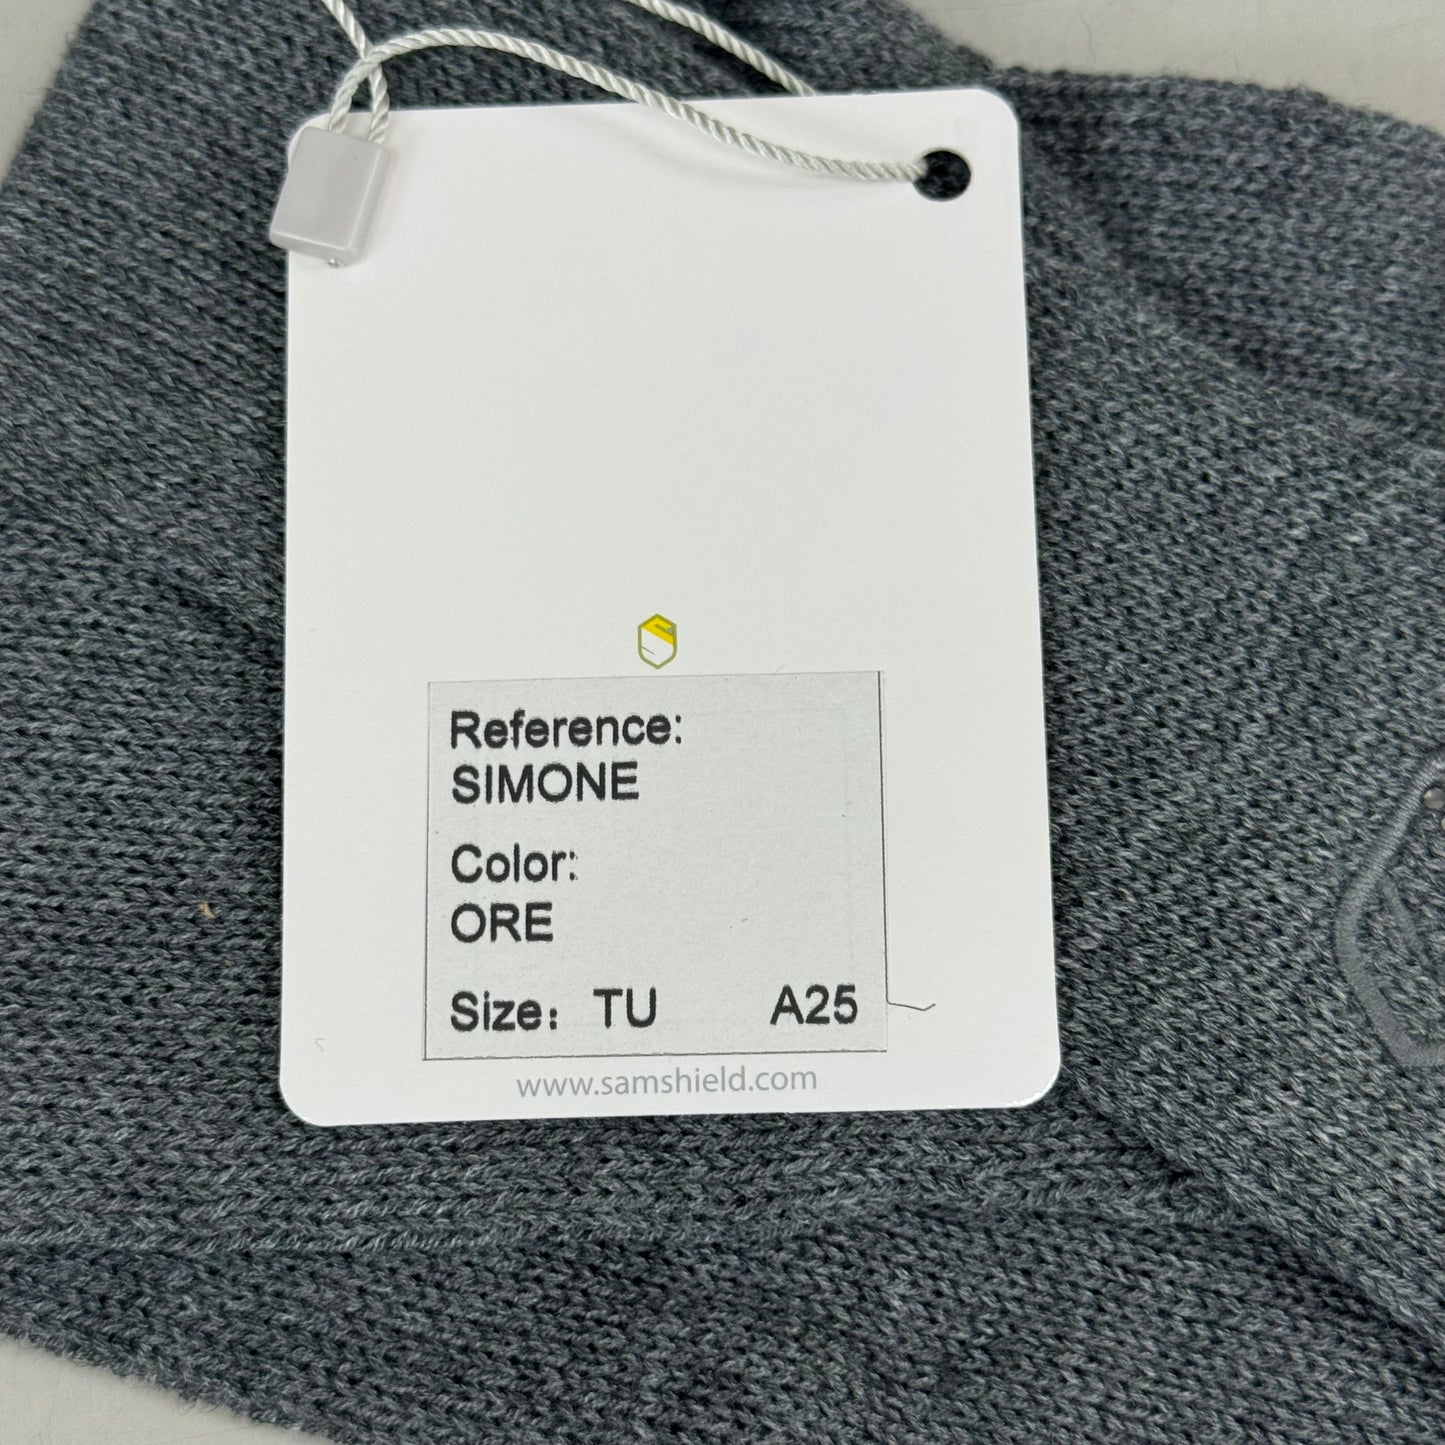 Reference:
SIMONE
Color:
ORE
Size: TU A25
www.samshield.com